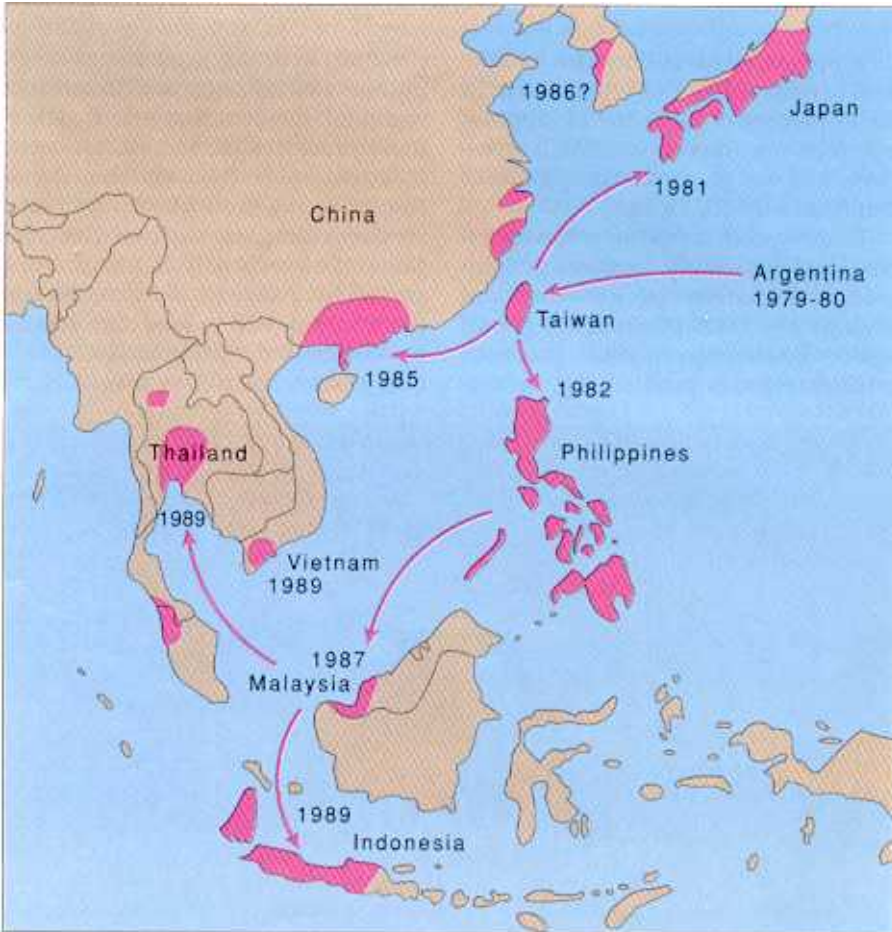 1986?
Japan
1981
China
Argentina
1979-80
Taiwan
1985
1982
Thailand
Philippines
1989
Vietnam
1989
1987
Malaysia
1989
Indonesia